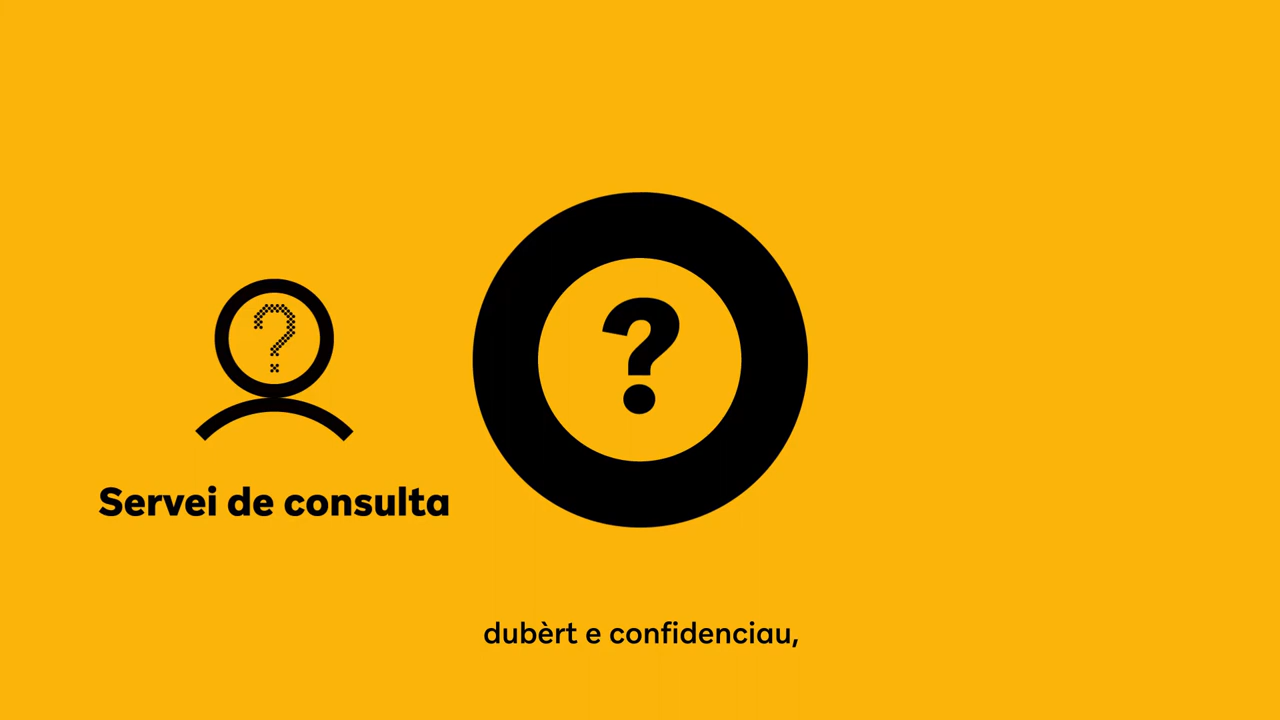 ?
?
Servei de consulta
dubèrt e confidenciau,